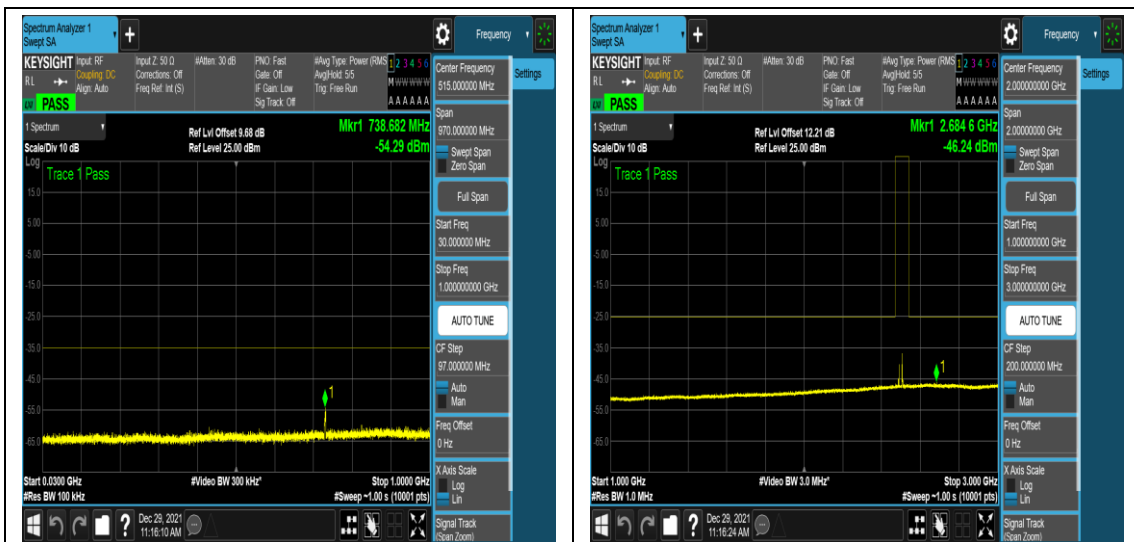 Spectrum Analyzer 1
Swept SA
Frequency
KEYSIGHT
RL
PASS
Input: RF
Coupling: DC
Align: Auto
Input Z: 50 Ω
Corrections: Off
Freq Ref: Int (S)
#Atten: 30 dB
PNO: Fast
Gate: Off
IF Gain: Low
Sig Track: Off
#Avg Type: Power (RMS
Avg|Hold: 5/5
Trig: Free Run
1 2 3 4 5 6
M W W W W W
A A A A A A
1 Spectrum
Scale/Div 10 dB
Ref Lvl Offset 9.68 dB
Ref Level 25.00 dBm
Mkr1 738.682 MHz
-54.29 dBm
Log
Trace 1 Pass
15.0
5.00
-5.00
-15.0
-25.0
-35.0
-45.0
-55.0
-65.0
1
Start 0.0300 GHz
#Res BW 100 kHz
#Video BW 300 kHz*
Stop 1.0000 GHz
#Sweep ~1.00 s (10001 pts)
Dec 29, 2021
11:16:10 AM
Center Frequency
515.000000 MHz
Span
970.000000 MHz
Swept Span
Zero Span
Full Span
Start Freq
30.000000 MHz
Stop Freq
1.000000000 GHz
AUTO TUNE
CF Step
97.000000 MHz
Auto
Man
Freq Offset
0 Hz
X Axis Scale
Log
Lin
Signal Track
(Span Zoom)
Settings
Spectrum Analyzer 1
Swept SA
Frequency
KEYSIGHT
RL
PASS
Input: RF
Coupling: DC
Align: Auto
Input Z: 50 Ω
Corrections: Off
Freq Ref: Int (S)
#Atten: 30 dB
PNO: Fast
Gate: Off
IF Gain: Low
Sig Track: Off
#Avg Type: Power (RMS
Avg|Hold: 5/5
Trig: Free Run
1 2 3 4 5 6
M W W W W W
A A A A A A
1 Spectrum
Scale/Div 10 dB
Ref Lvl Offset 12.21 dB
Ref Level 25.00 dBm
Mkr1 2.684 6 GHz
-46.24 dBm
Log
Trace 1 Pass
15.0
5.00
-5.00
-15.0
-25.0
-35.0
-45.0
-55.0
-65.0
1
Start 1.000 GHz
#Res BW 1.0 MHz
#Video BW 3.0 MHz*
Stop 3.000 GHz
#Sweep ~1.00 s (10001 pts)
Dec 29, 2021
11:16:24 AM
Center Frequency
2.000000000 GHz
Span
2.00000000 GHz
Swept Span
Zero Span
Full Span
Start Freq
1.000000000 GHz
Stop Freq
3.000000000 GHz
AUTO TUNE
CF Step
200.000000 MHz
Auto
Man
Freq Offset
0 Hz
X Axis Scale
Log
Lin
Signal Track
(Span Zoom)
Settings